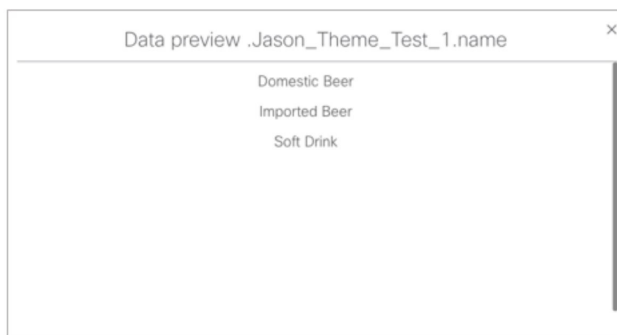 Data preview .Jason_Theme_Test_1.name
Domestic Beer
Imported Beer
Soft Drink